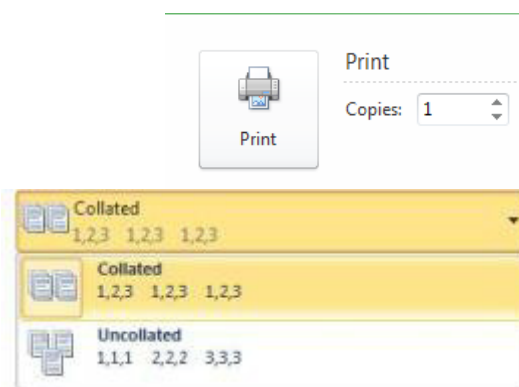 Print
Copies: 1
Print
Collated
1,2,3 1,2,3 1,2,3
Collated
1,2,3 1,2,3 1,2,3
Uncollated
1,1,1 2,2,2 3,3,3